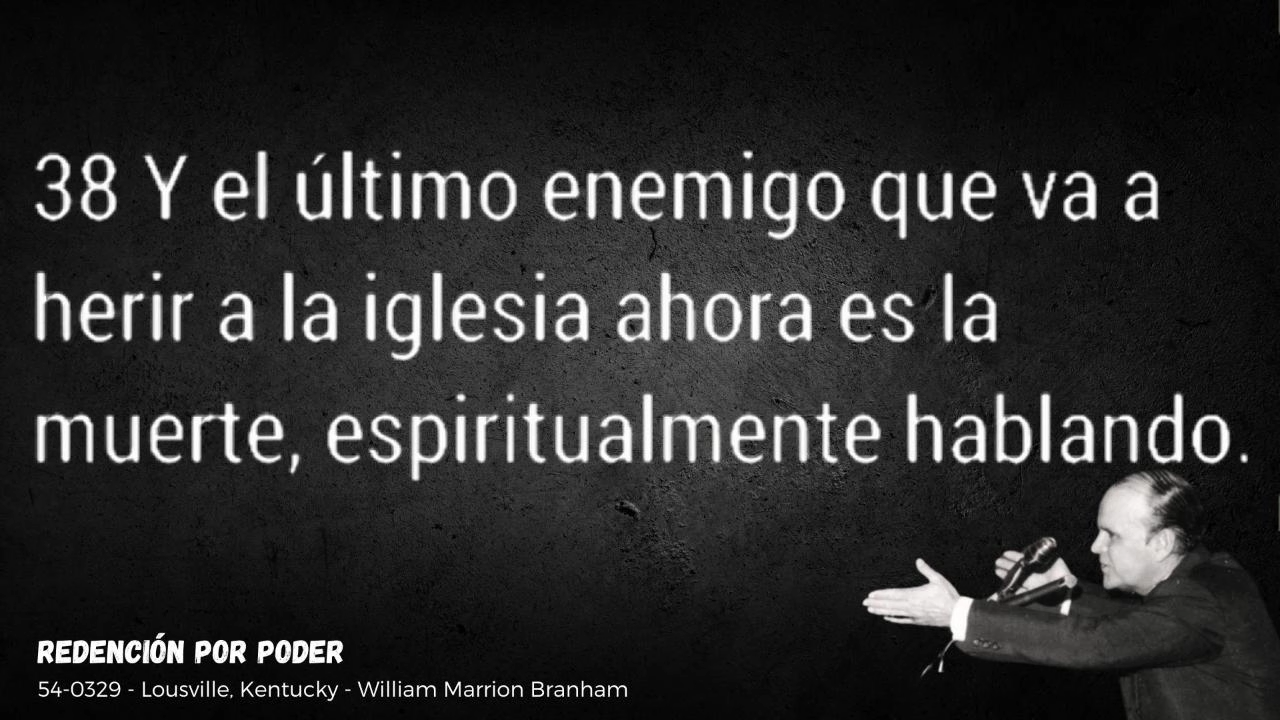 38 Y el último enemigo que va a
herir a la iglesia ahora es la
muerte, espiritualmente hablando.
REDENCIÓN POR PODER
54-0329 - Lousville, Kentucky - William Marrion Branham